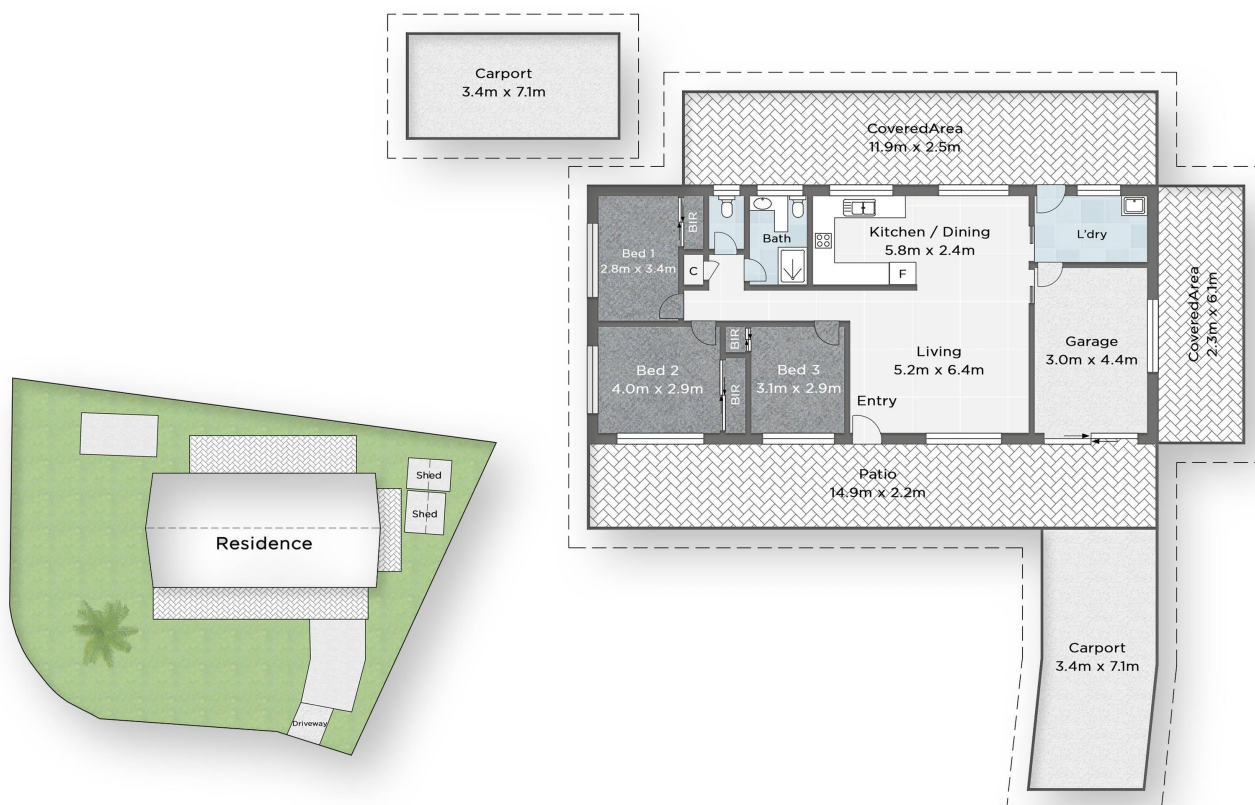 Carport
3.4m x 7.1m
CoveredArea
11.9m x 2.5m
BIR
Bed 1
2.8m x 3.4m
C
Bath
Kitchen / Dining
5.8m x 2.4m
F
L'dry
CoveredArea
2.3m x 6.1m
Garage
3.0m x 4.4m
Living
5.2m x 6.4m
Entry
BIR
Bed 2
4.0m x 2.9m
BIR
Bed 3
3.1m x 2.9m
Patio
14.9m x 2.2m
Carport
3.4m x 7.1m
Shed
Shed
Residence
Driveway